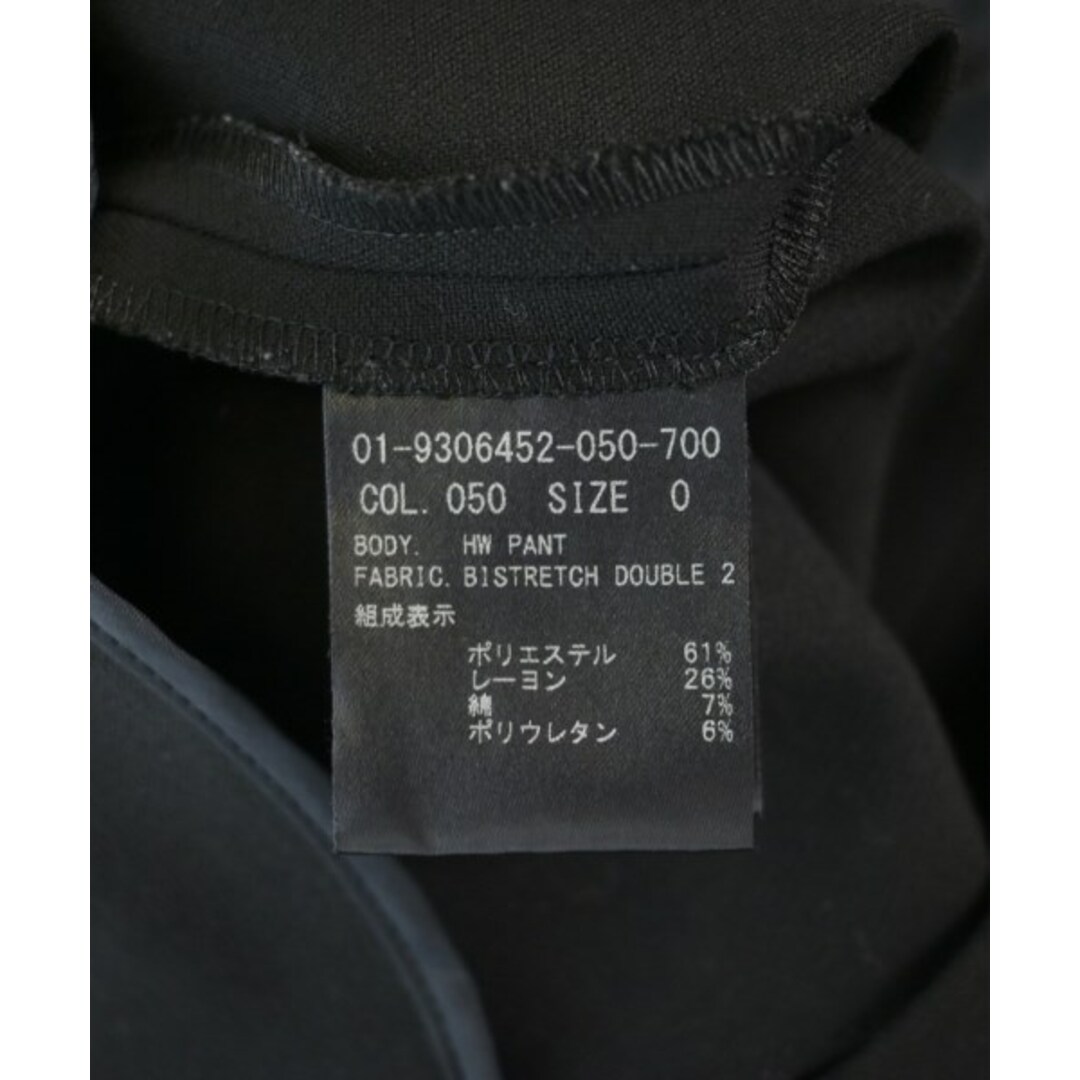 01-9306452-050-700
COL. 050 SIZE 0
BODY. HW PANT
FABRIC. BISTRETCH DOUBLE 2
組成表示
ポリエステル 61%
レーヨン 26%
綿 7%
ポリウレタン 6%